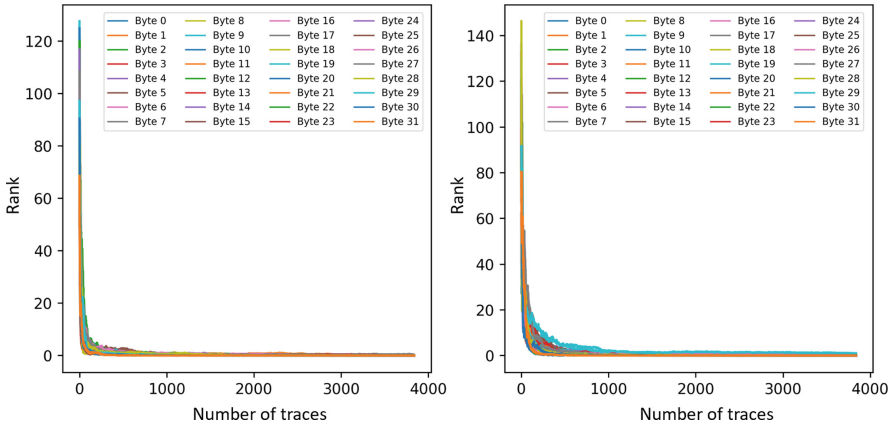 120
100
80
60
40
20
0
Rank
Byte 0 Byte 8 Byte 16 Byte 24
Byte 1 Byte 9 Byte 17 Byte 25
Byte 2 Byte 10 Byte 18 Byte 26
Byte 3 Byte 11 Byte 19 Byte 27
Byte 4 Byte 12 Byte 20 Byte 28
Byte 5 Byte 13 Byte 21 Byte 29
Byte 6 Byte 14 Byte 22 Byte 30
Byte 7 Byte 15 Byte 23 Byte 31
0 1000 2000 3000 4000
Number of traces
140
120
100
80
60
40
20
0
Rank
Byte 0 Byte 8 Byte 16 Byte 24
Byte 1 Byte 9 Byte 17 Byte 25
Byte 2 Byte 10 Byte 18 Byte 26
Byte 3 Byte 11 Byte 19 Byte 27
Byte 4 Byte 12 Byte 20 Byte 28
Byte 5 Byte 13 Byte 21 Byte 29
Byte 6 Byte 14 Byte 22 Byte 30
Byte 7 Byte 15 Byte 23 Byte 31
0 1000 2000 3000 4000
Number of traces